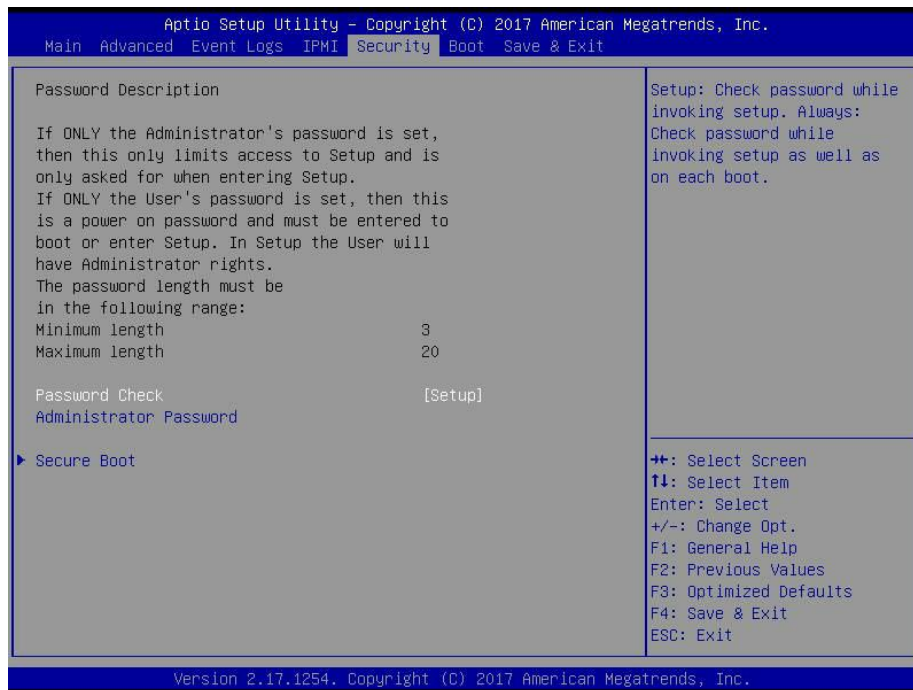 Aptio Setup Utility – Copyright (C) 2017 American Megatrends, Inc.
Main Advanced Event Logs IPMI Security Boot Save & Exit
Password Description
If ONLY the Administrator's password is set,
then this only limits access to Setup and is
only asked for when entering Setup.
If ONLY the User's password is set, then this
is a power on password and must be entered to
boot or enter Setup. In Setup the User will
have Administrator rights.
The password length must be
in the following range:
Minimum length 3
Maximum length 20
Password Check [Setup]
Administrator Password
Secure Boot
Setup: Check password while
invoking setup. Always:
Check password while
invoking setup as well as
on each boot.
→←: Select Screen
↑↓: Select Item
Enter: Select
+/-: Change Opt.
F1: General Help
F2: Previous Values
F3: Optimized Defaults
F4: Save & Exit
ESC: Exit
Version 2.17.1254. Copyright (C) 2017 American Megatrends, Inc.